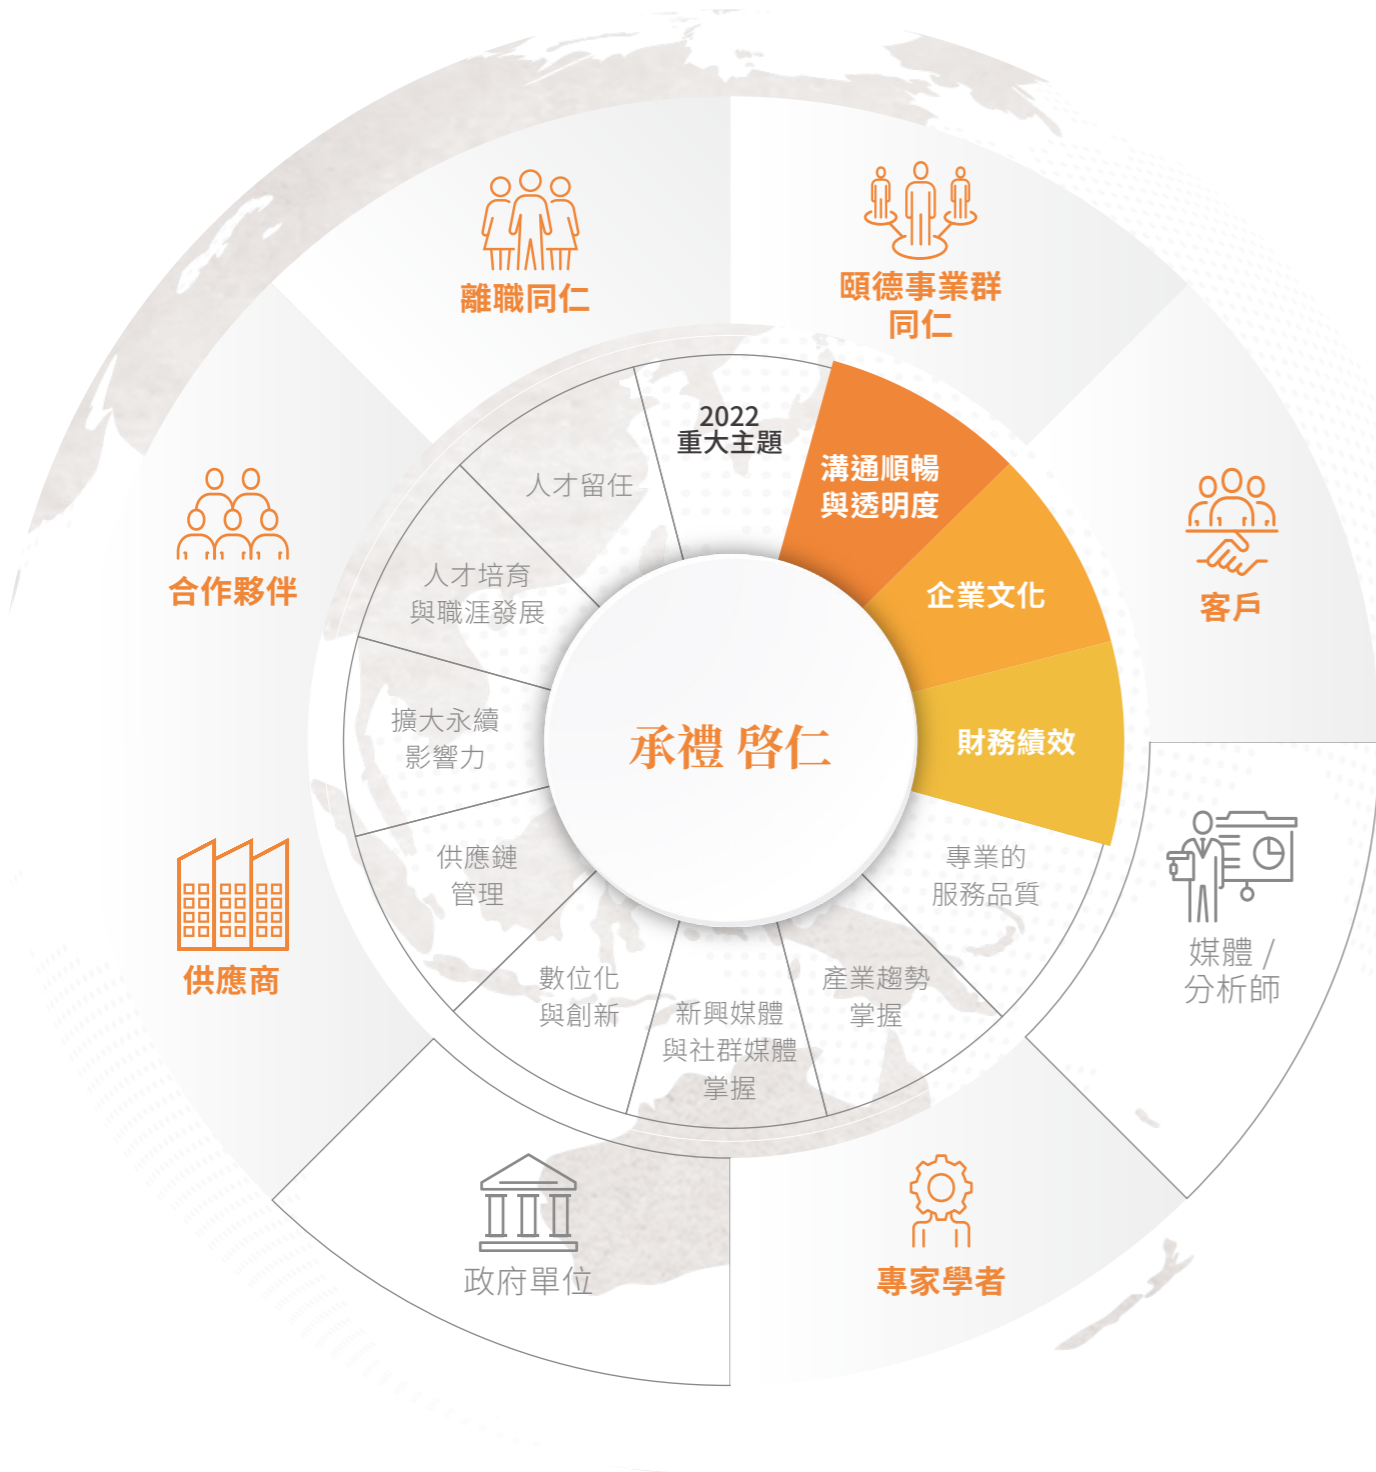 離職同仁
頤德事業群
同仁
客戶
媒體 /
分析師
專家學者
政府單位
供應商
合作夥伴
2022
重大主題
溝通順暢
與透明度
企業文化
財務績效
專業的
服務品質
產業趨勢
掌握
新興媒體
與社群媒體
掌握
數位化
與創新
供應鏈
管理
擴大永續
影響力
人才培育
與職涯發展
人才留任
承禮 啓仁